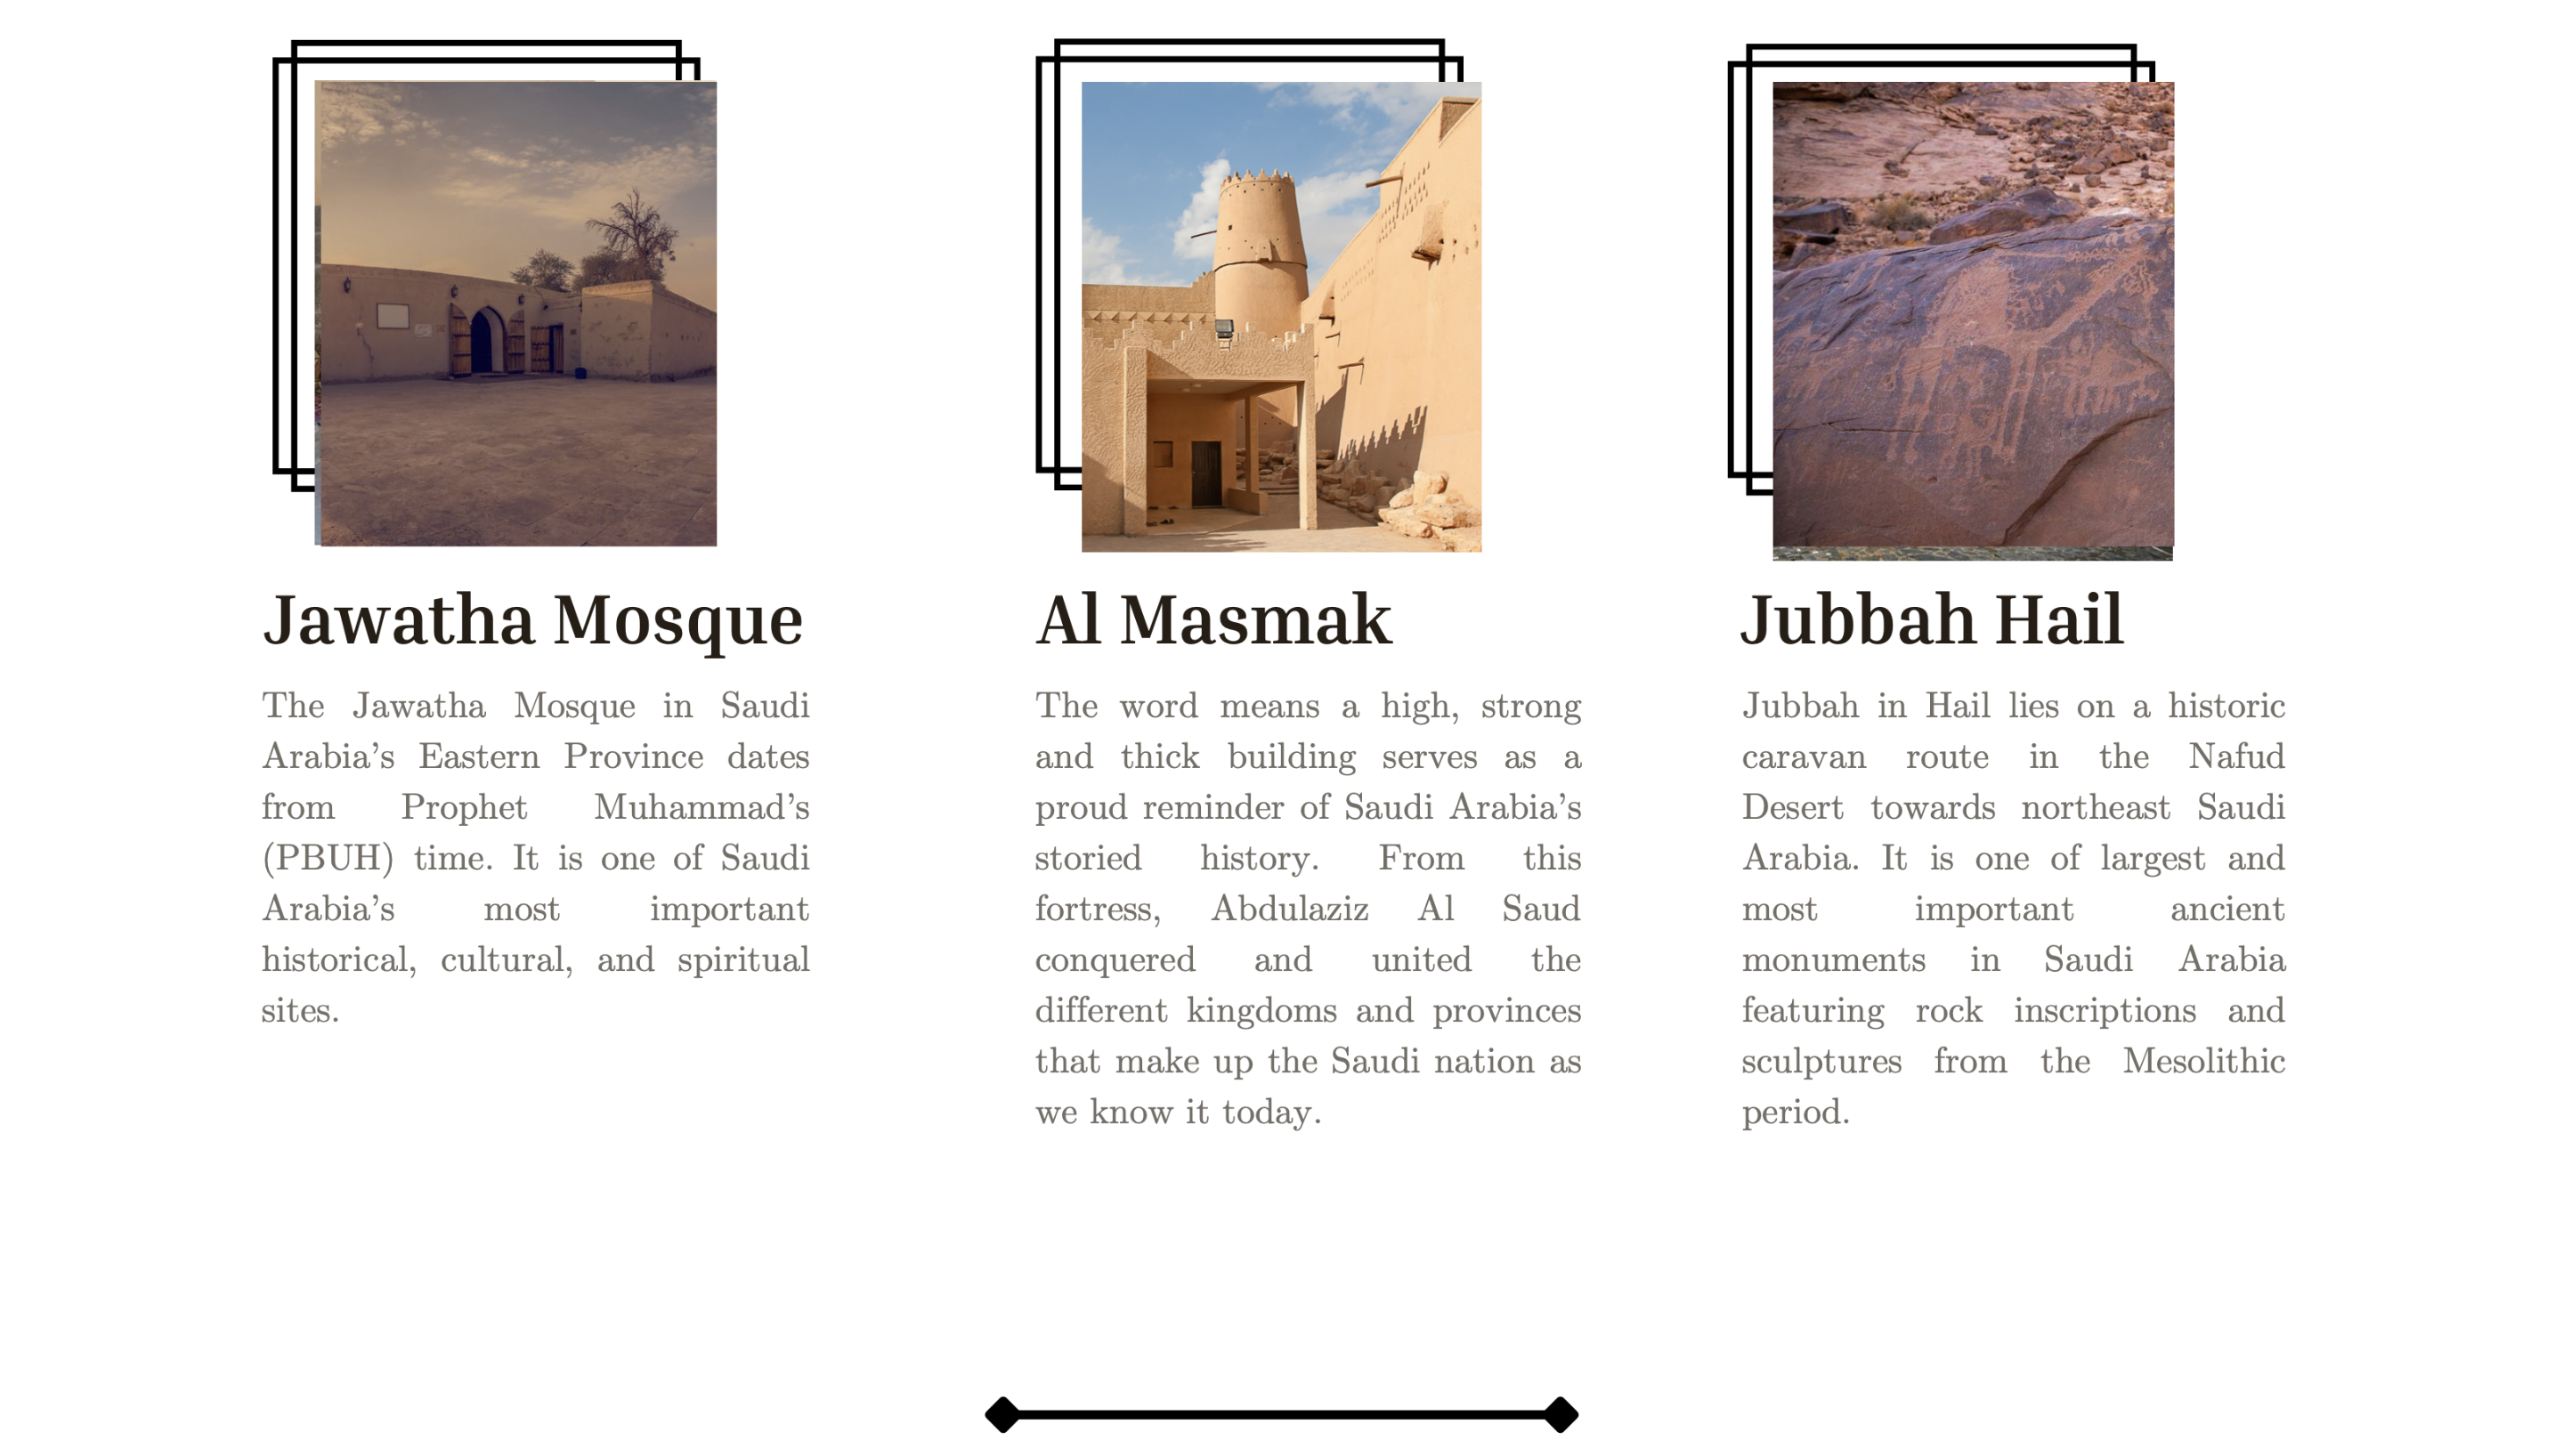 Jawatha Mosque
The Jawatha Mosque in Saudi
Arabia's Eastern Province dates
from Prophet Muhammad's
(PBUH) time. It is one of Saudi
Arabia's most important
historical, cultural, and spiritual
sites.
Al Masmak
The word means a high, strong
and thick building serves as a
proud reminder of Saudi Arabia's
storied history. From this
fortress, Abdulaziz Al Saud
conquered and united the
different kingdoms and provinces
that make up the Saudi nation as
we know it today.
Jubbah Hail
Jubbah in Hail lies on a historic
caravan route in the Nafud
Desert towards northeast Saudi
Arabia. It is one of largest and
most important ancient
monuments in Saudi Arabia
featuring rock inscriptions and
sculptures from the Mesolithic
period.